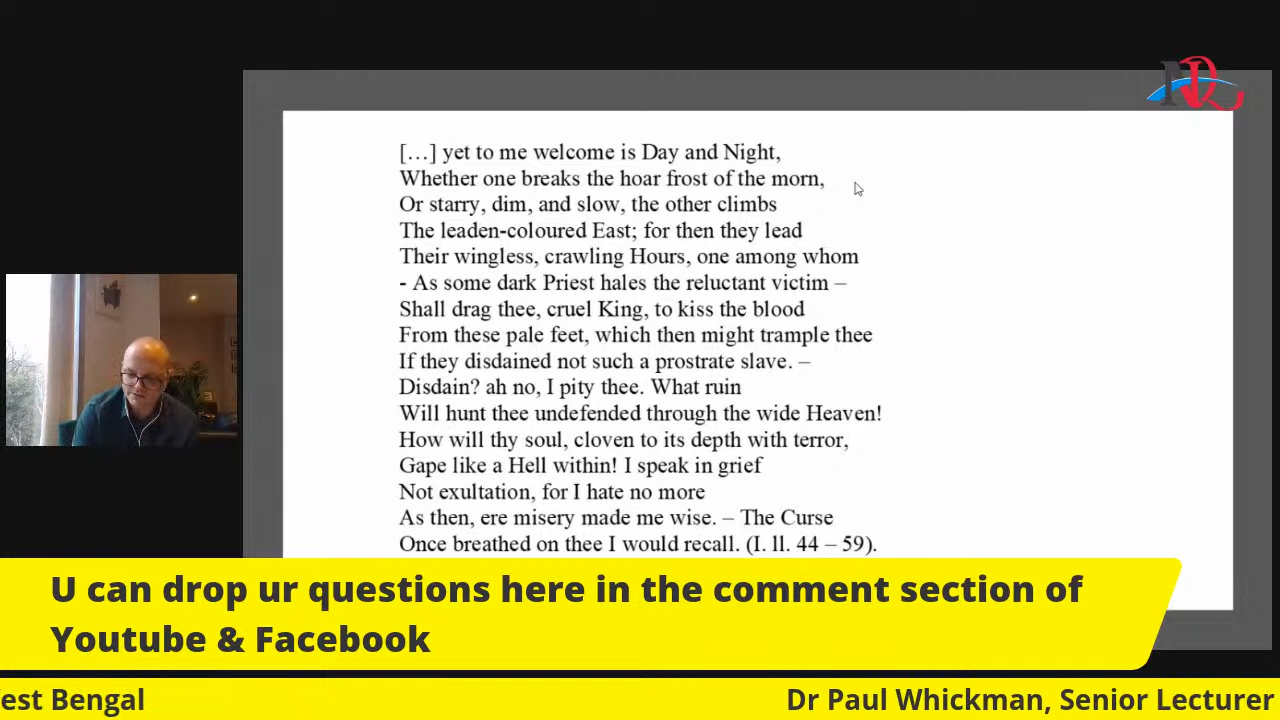 […] yet to me welcome is Day and Night,
Whether one breaks the hoar frost of the morn,
Or starry, dim, and slow, the other climbs
The leaden-coloured East; for then they lead
Their wingless, crawling Hours, one among whom
- As some dark Priest hales the reluctant victim –
Shall drag thee, cruel King, to kiss the blood
From these pale feet, which then might trample thee
If they disdained not such a prostrate slave. –
Disdain? ah no, I pity thee. What ruin
Will hunt thee undefended through the wide Heaven!
How will thy soul, cloven to its depth with terror,
Gape like a Hell within! I speak in grief
Not exultation, for I hate no more
As then, ere misery made me wise. – The Curse
Once breathed on thee I would recall. (I. ll. 44 – 59).
U can drop ur questions here in the comment section of
Youtube & Facebook
est Bengal
Dr Paul Whickman, Senior Lecturer